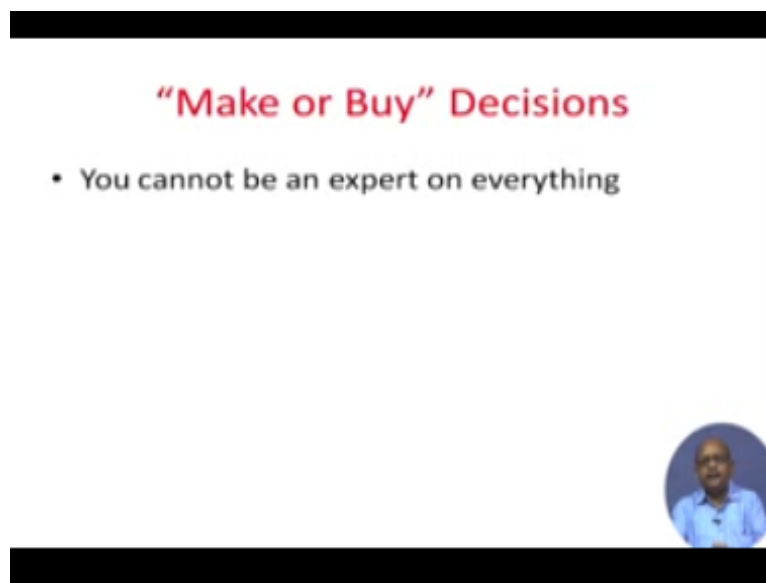 “Make or Buy” Decisions
• You cannot be an expert on everything